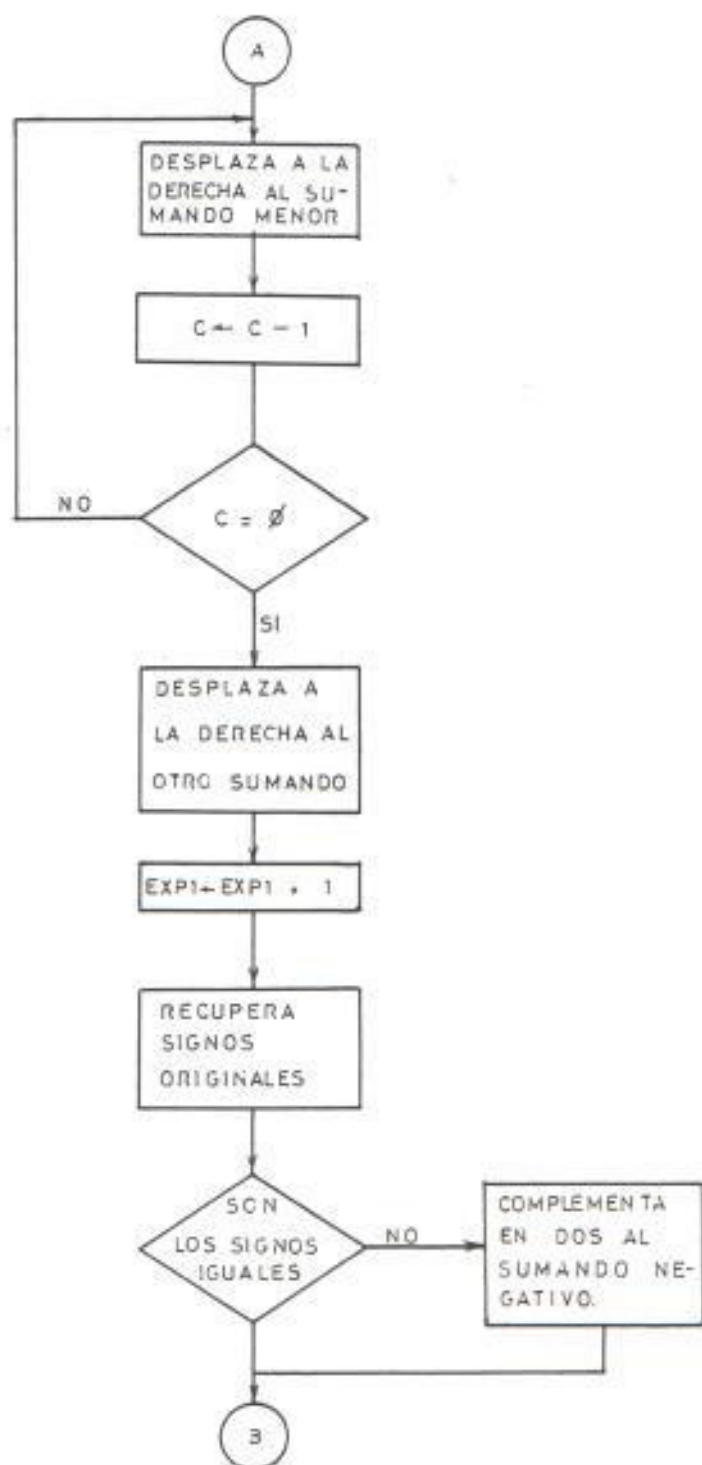 A
DESPLAZA A LA
DERECHA AL SU-
MANDO MENOR
C ← C - 1
NO
C = Ø
SI
DESPLAZA A
LA DERECHA AL
OTRO SUMANDO
EXP1←EXP1 + 1
RECUPERA
SIGNOS
ORIGINALES
SON
LOS SIGNOS
IGUALES
NO
COMPLEMENTA
EN DOS AL
SUMANDO NE-
GATIVO.
B